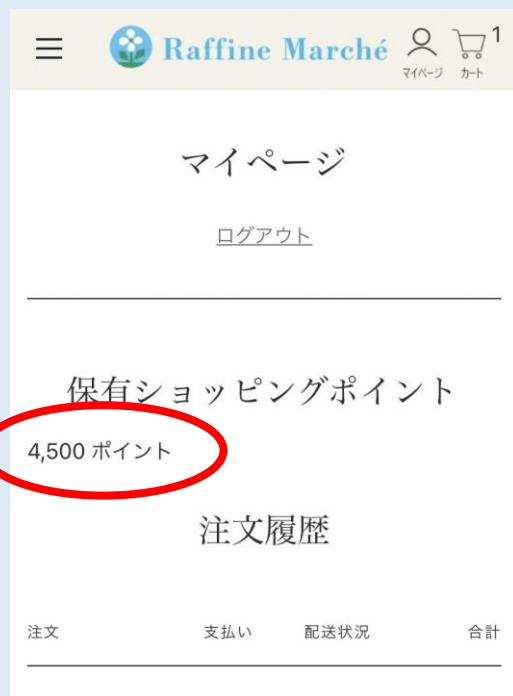 Raffine Marché
1
マイページ カート
マイページ
ログアウト
保有ショッピングポイント
4,500 ポイント
注文履歴
注文 支払い 配送状況 合計